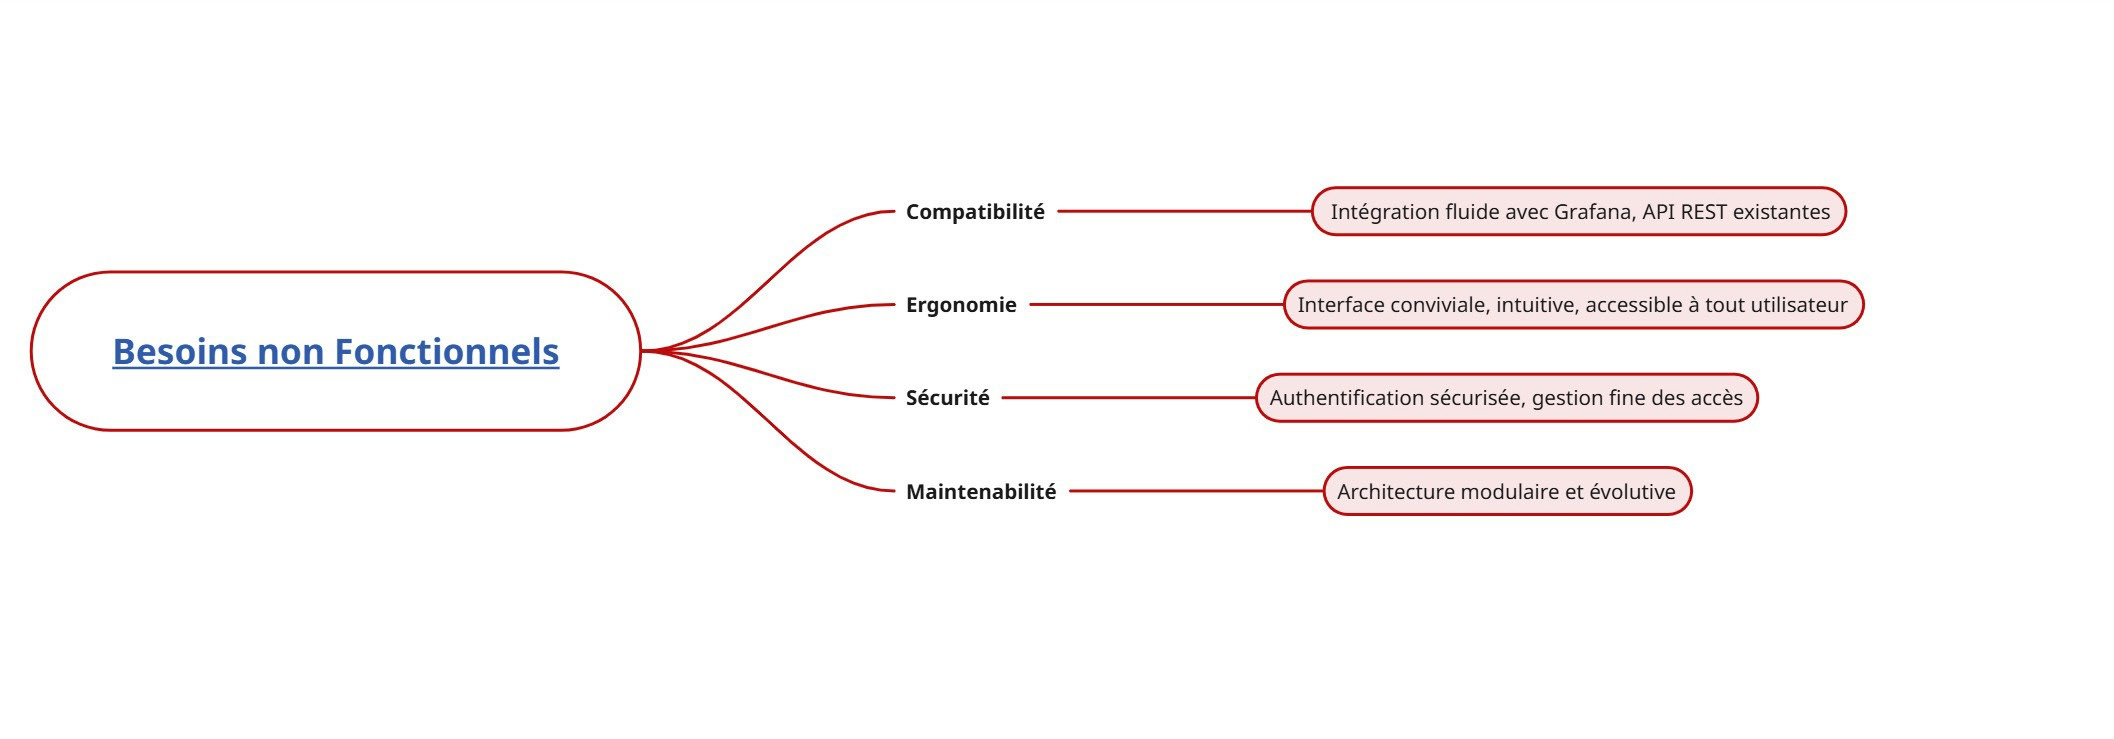 Besoins non Fonctionnels
Compatibilité
Intégration fluide avec Grafana, API REST existantes
Ergonomie
Interface conviviale, intuitive, accessible à tout utilisateur
Sécurité
Authentification sécurisée, gestion fine des accès
Maintenabilité
Architecture modulaire et évolutive